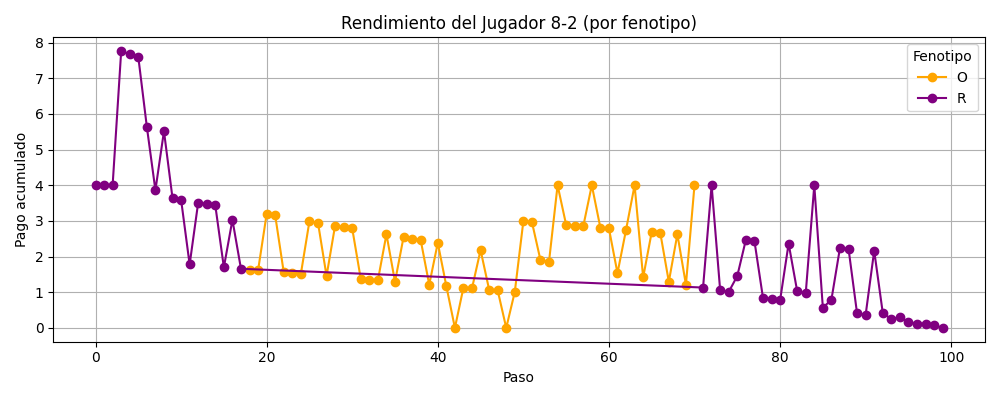 Rendimiento del Jugador 8-2 (por fenotipo)
Pago acumulado
8
7
6
5
4
3
2
1
0
0 20 40 60 80 100
Paso
Fenotipo
O
R